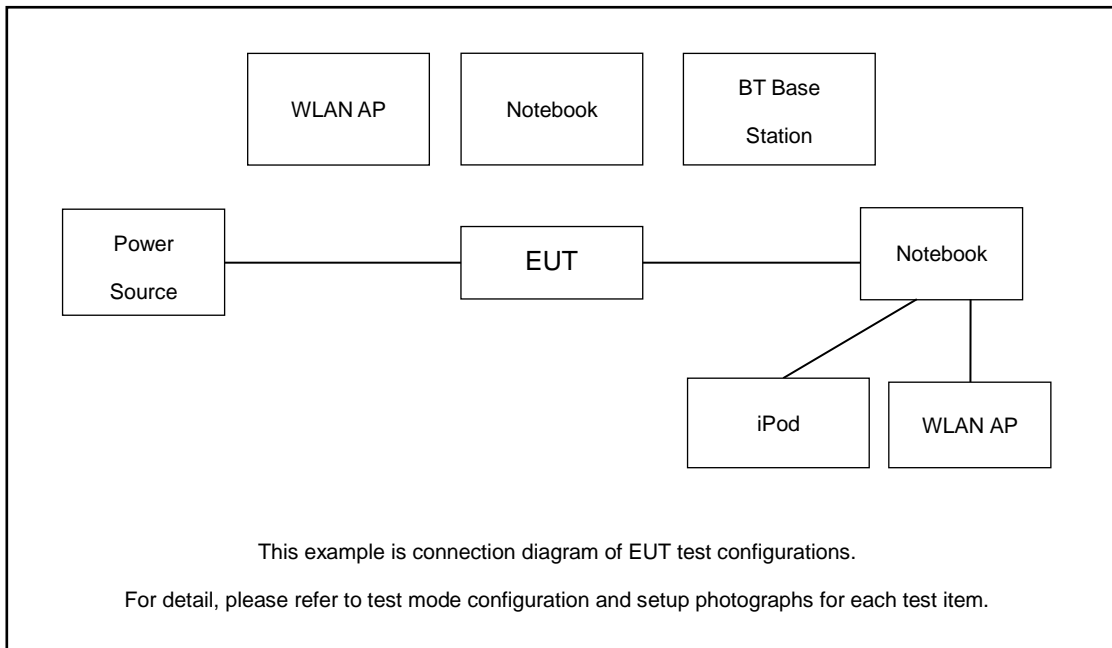 WLAN AP
Notebook
BT Base
Station
Power
Source
EUT
Notebook
iPod
WLAN AP
This example is connection diagram of EUT test configurations.
For detail, please refer to test mode configuration and setup photographs for each test item.